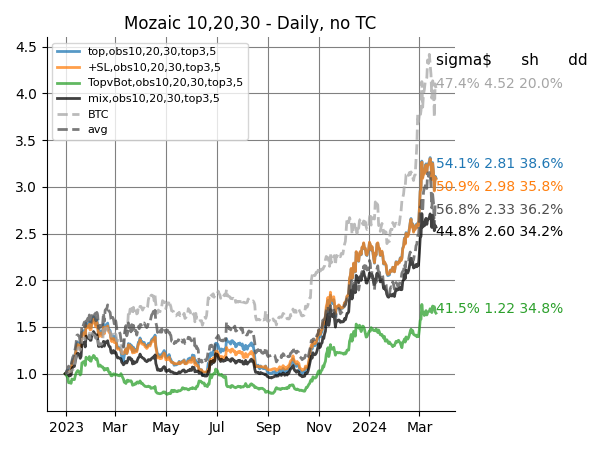 Mozaic 10,20,30 - Daily, no TC
top,obs10,20,30,top3,5
+SL,obs10,20,30,top3,5
TopvBot,obs10,20,30,top3,5
mix,obs10,20,30,top3,5
BTC
avg
sigma$ sh dd
47.4% 4.52 20.0%
54.1% 2.81 38.6%
50.9% 2.98 35.8%
56.8% 2.33 36.2%
44.8% 2.60 34.2%
41.5% 1.22 34.8%
4.5
4.0
3.5
3.0
2.5
2.0
1.5
1.0
2023 Mar May Jul Sep Nov 2024 Mar